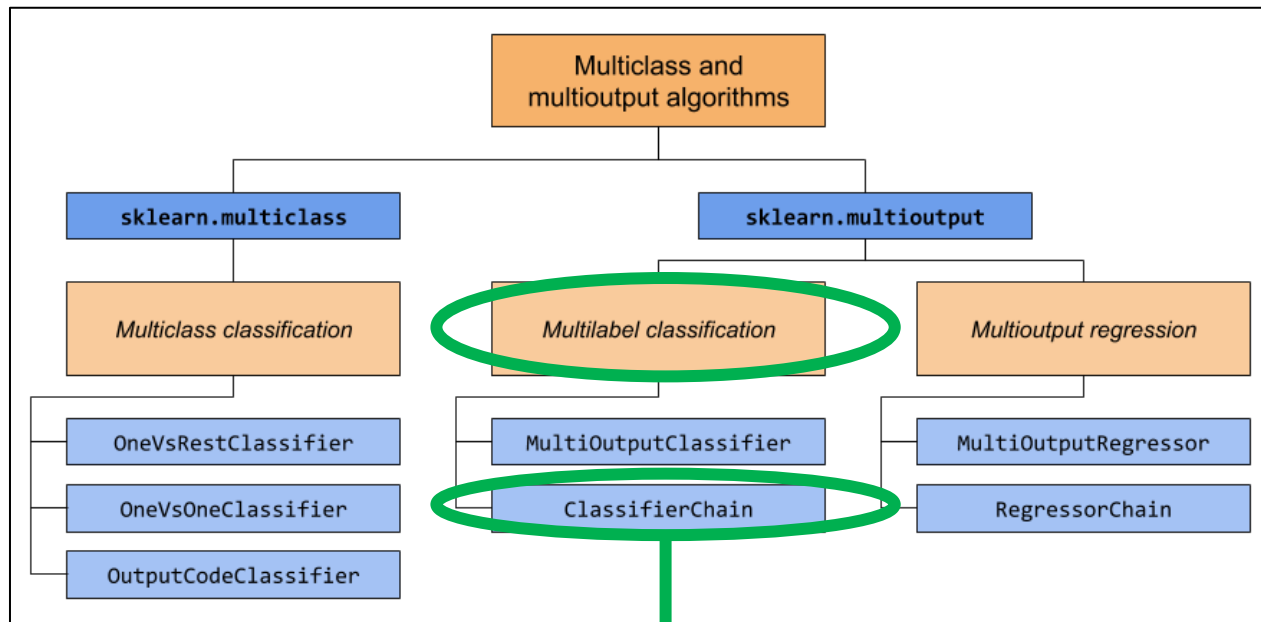 Multiclass and
multioutput algorithms
sklearn.multiclass
sklearn.multioutput
Multiclass classification
Multilabel classification
Multioutput regression
OneVsRestClassifier
MultiOutputClassifier
MultiOutputRegressor
OneVsOneClassifier
ClassifierChain
RegressorChain
OutputCodeClassifier